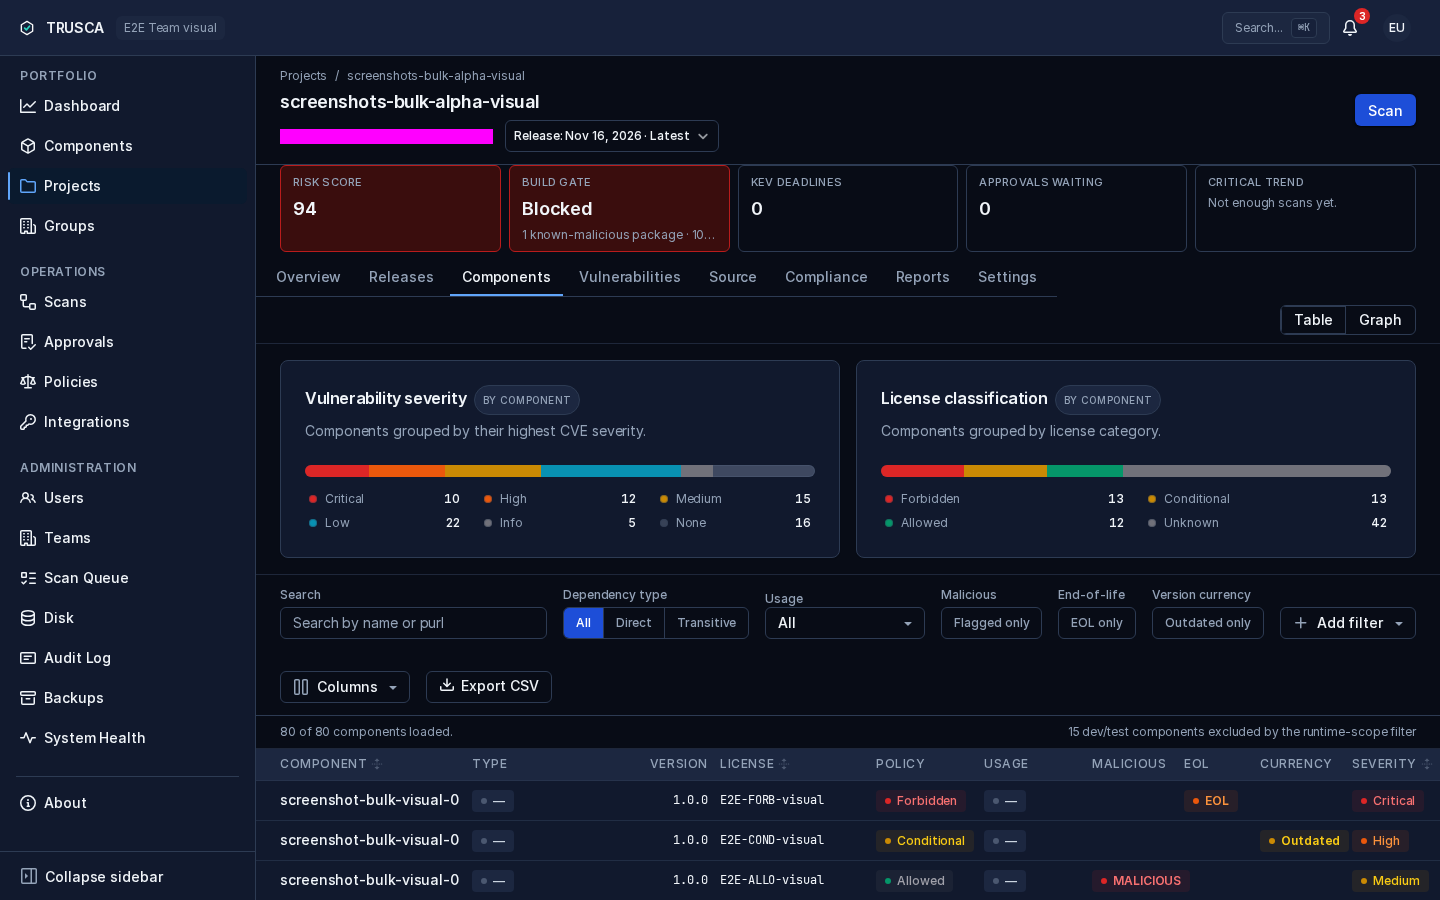 TRUSCA
E2E Team visual
Search...
⌘K
3
EU
PORTFOLIO
Dashboard
Components
Projects
Groups
OPERATIONS
Scans
Approvals
Policies
Integrations
ADMINISTRATION
Users
Teams
Scan Queue
Disk
Audit Log
Backups
System Health
About
Collapse sidebar
Projects / screenshots-bulk-alpha-visual
screenshots-bulk-alpha-visual
Release: Nov 16, 2026 · Latest
Scan
RISK SCORE
94
BUILD GATE
Blocked
1 known-malicious package · 10…
KEV DEADLINES
0
APPROVALS WAITING
0
CRITICAL TREND
Not enough scans yet.
Overview Releases Components Vulnerabilities Source Compliance Reports Settings
Table Graph
Vulnerability severity BY COMPONENT
Components grouped by their highest CVE severity.
Critical 10 High 12 Medium 15
Low 22 Info 5 None 16
License classification BY COMPONENT
Components grouped by license category.
Forbidden 13 Conditional 13
Allowed 12 Unknown 42
Search
Search by name or purl
Dependency type
All Direct Transitive
Usage
All
Malicious
Flagged only
End-of-life
EOL only
Version currency
Outdated only
Add filter
Columns
Export CSV
80 of 80 components loaded.
15 dev/test components excluded by the runtime-scope filter
COMPONENT TYPE VERSION LICENSE POLICY USAGE MALICIOUS EOL CURRENCY SEVERITY
screenshot-bulk-visual-0 — 1.0.0 E2E-FORB-visual Forbidden — EOL Critical
screenshot-bulk-visual-0 — 1.0.0 E2E-COND-visual Conditional — Outdated High
screenshot-bulk-visual-0 — 1.0.0 E2E-ALLO-visual Allowed — MALICIOUS Medium